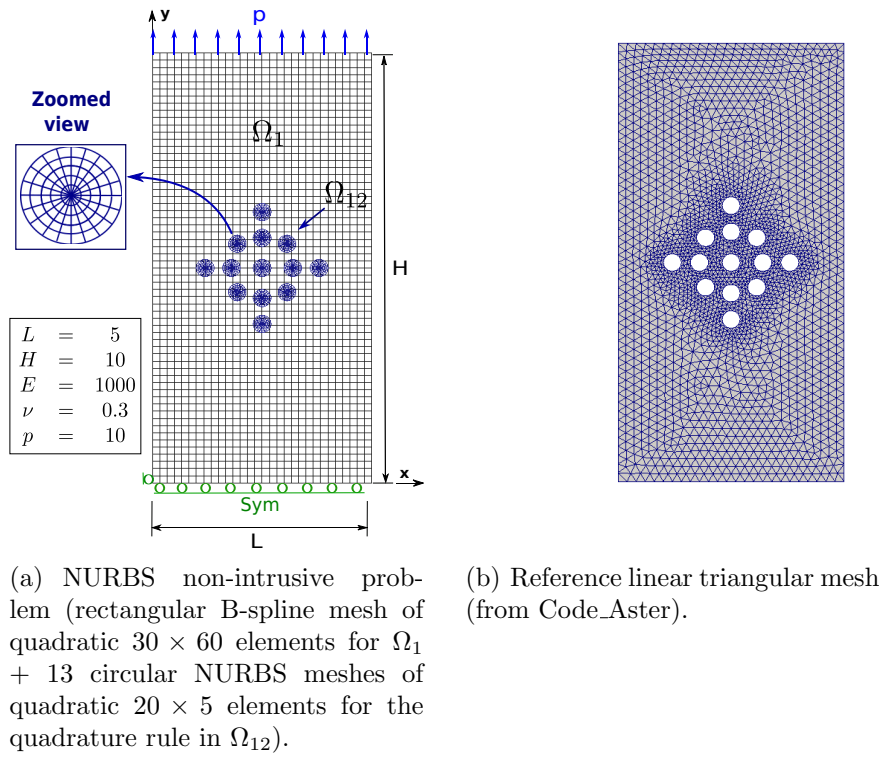 y
p
Zoomed
view
Ω₁
Ω₁₂
H
L = 5
H = 10
E = 1000
ν = 0.3
p = 10
x
Sym
L
(a) NURBS non-intrusive prob-
lem (rectangular B-spline mesh of
quadratic 30 × 60 elements for Ω₁
+ 13 circular NURBS meshes of
quadratic 20 × 5 elements for the
quadrature rule in Ω₁₂).
(b) Reference linear triangular mesh
(from Code_Aster).